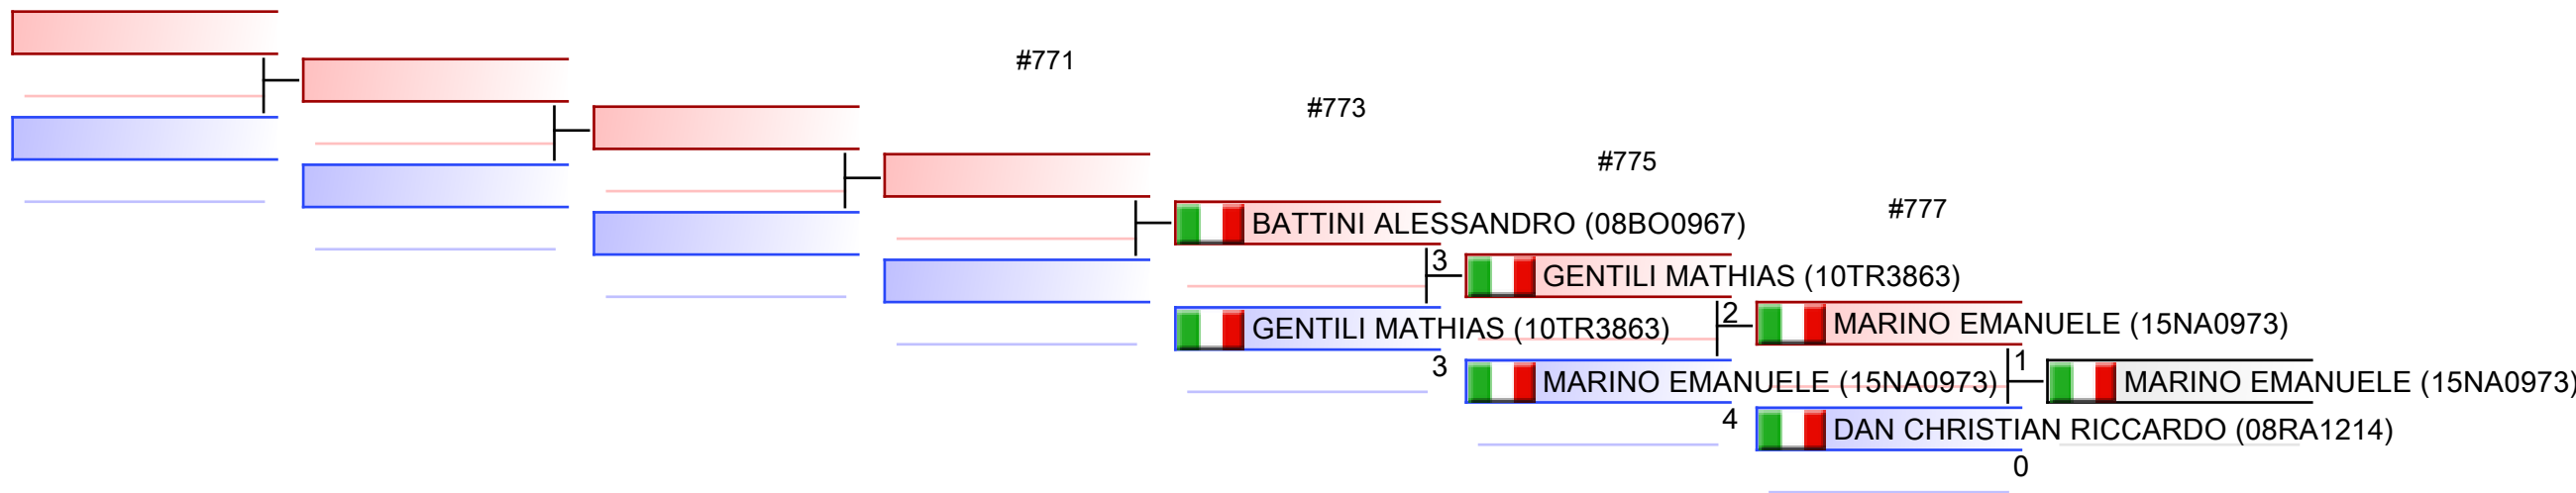 #771
#773
#775
#777
BATTINI ALESSANDRO (08BO0967)
3
GENTILI MATHIAS (10TR3863)
2
GENTILI MATHIAS (10TR3863)
MARINO EMANUELE (15NA0973)
3
1
MARINO EMANUELE (15NA0973)
MARINO EMANUELE (15NA0973)
4
DAN CHRISTIAN RICCARDO (08RA1214)
0